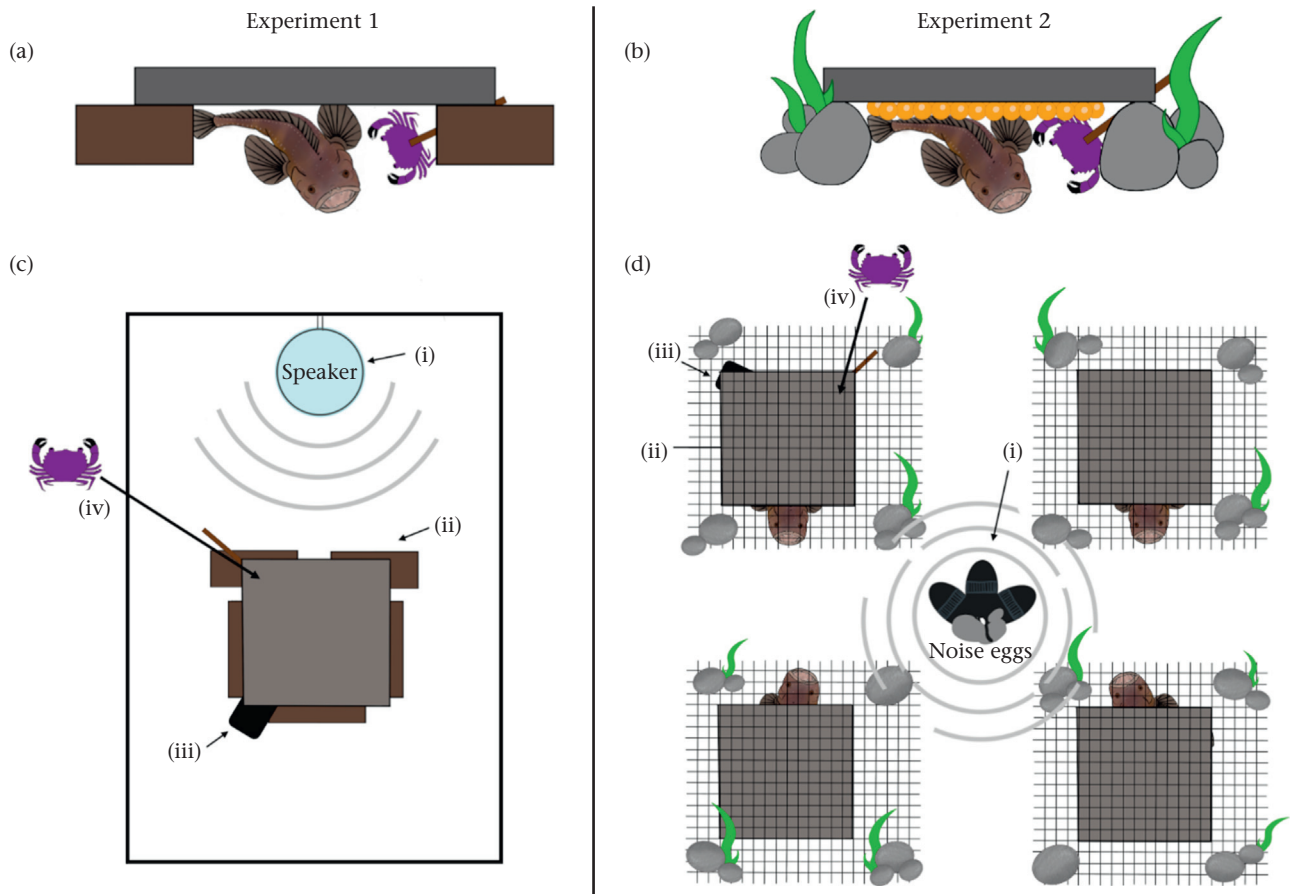 Experiment 1
Experiment 2
(a)
(b)
(c)
(i)
Speaker
(iv)
(ii)
(iii)
(d)
(iv)
(iii)
(ii)
(i)
Noise eggs